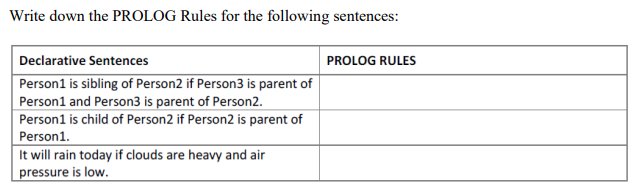 Write down the PROLOG Rules for the following sentences:
Declarative Sentences PROLOG RULES
Person1 is sibling of Person2 if Person3 is parent of
Person1 and Person3 is parent of Person2.
Person1 is child of Person2 if Person2 is parent of
Person1.
It will rain today if clouds are heavy and air
pressure is low.